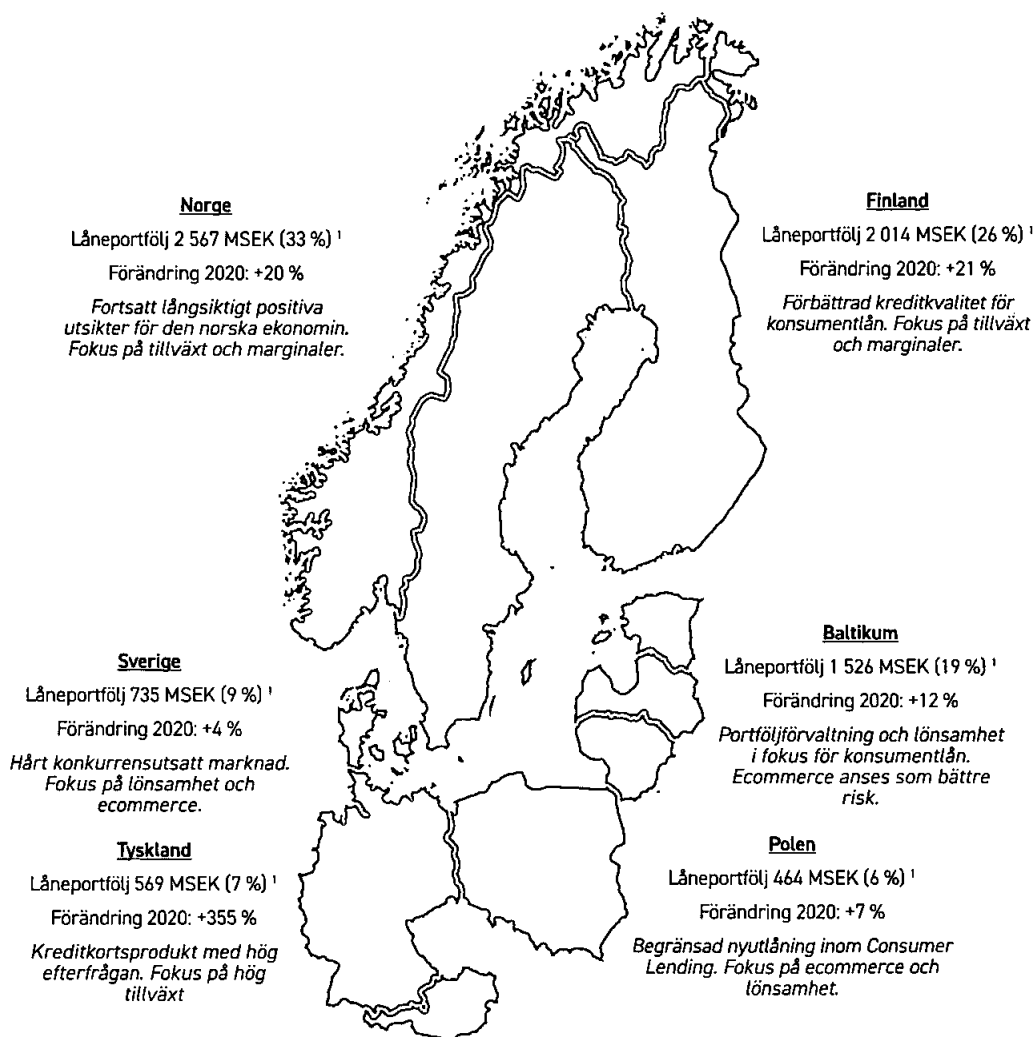 Norge
Låneportfölj 2 567 MSEK (33 %) ¹
Förändring 2020: +20 %
Fortsatt långsiktigt positiva
utsikter för den norska ekonomin.
Fokus på tillväxt och marginaler.
Finland
Låneportfölj 2 014 MSEK (26 %) ¹
Förändring 2020: +21 %
Förbättrad kreditkvalitet för
konsumentlån. Fokus på tillväxt
och marginaler.
Sverige
Låneportfölj 735 MSEK (9 %) ¹
Förändring 2020: +4 %
Hårt konkurrensutsatt marknad.
Fokus på lönsamhet och
ecommerce.
Baltikum
Låneportfölj 1 526 MSEK (19 %) ¹
Förändring 2020: +12 %
Portföljförvaltning och lönsamhet
i fokus för konsumentlån.
Ecommerce anses som bättre
risk.
Tyskland
Låneportfölj 569 MSEK (7 %) ¹
Förändring 2020: +355 %
Kreditkortsprodukt med hög
efterfrågan. Fokus på hög
tillväxt
Polen
Låneportfölj 464 MSEK (6 %) ¹
Förändring 2020: +7 %
Begränsad nyutlåning inom Consumer
Lending. Fokus på ecommerce och
lönsamhet.